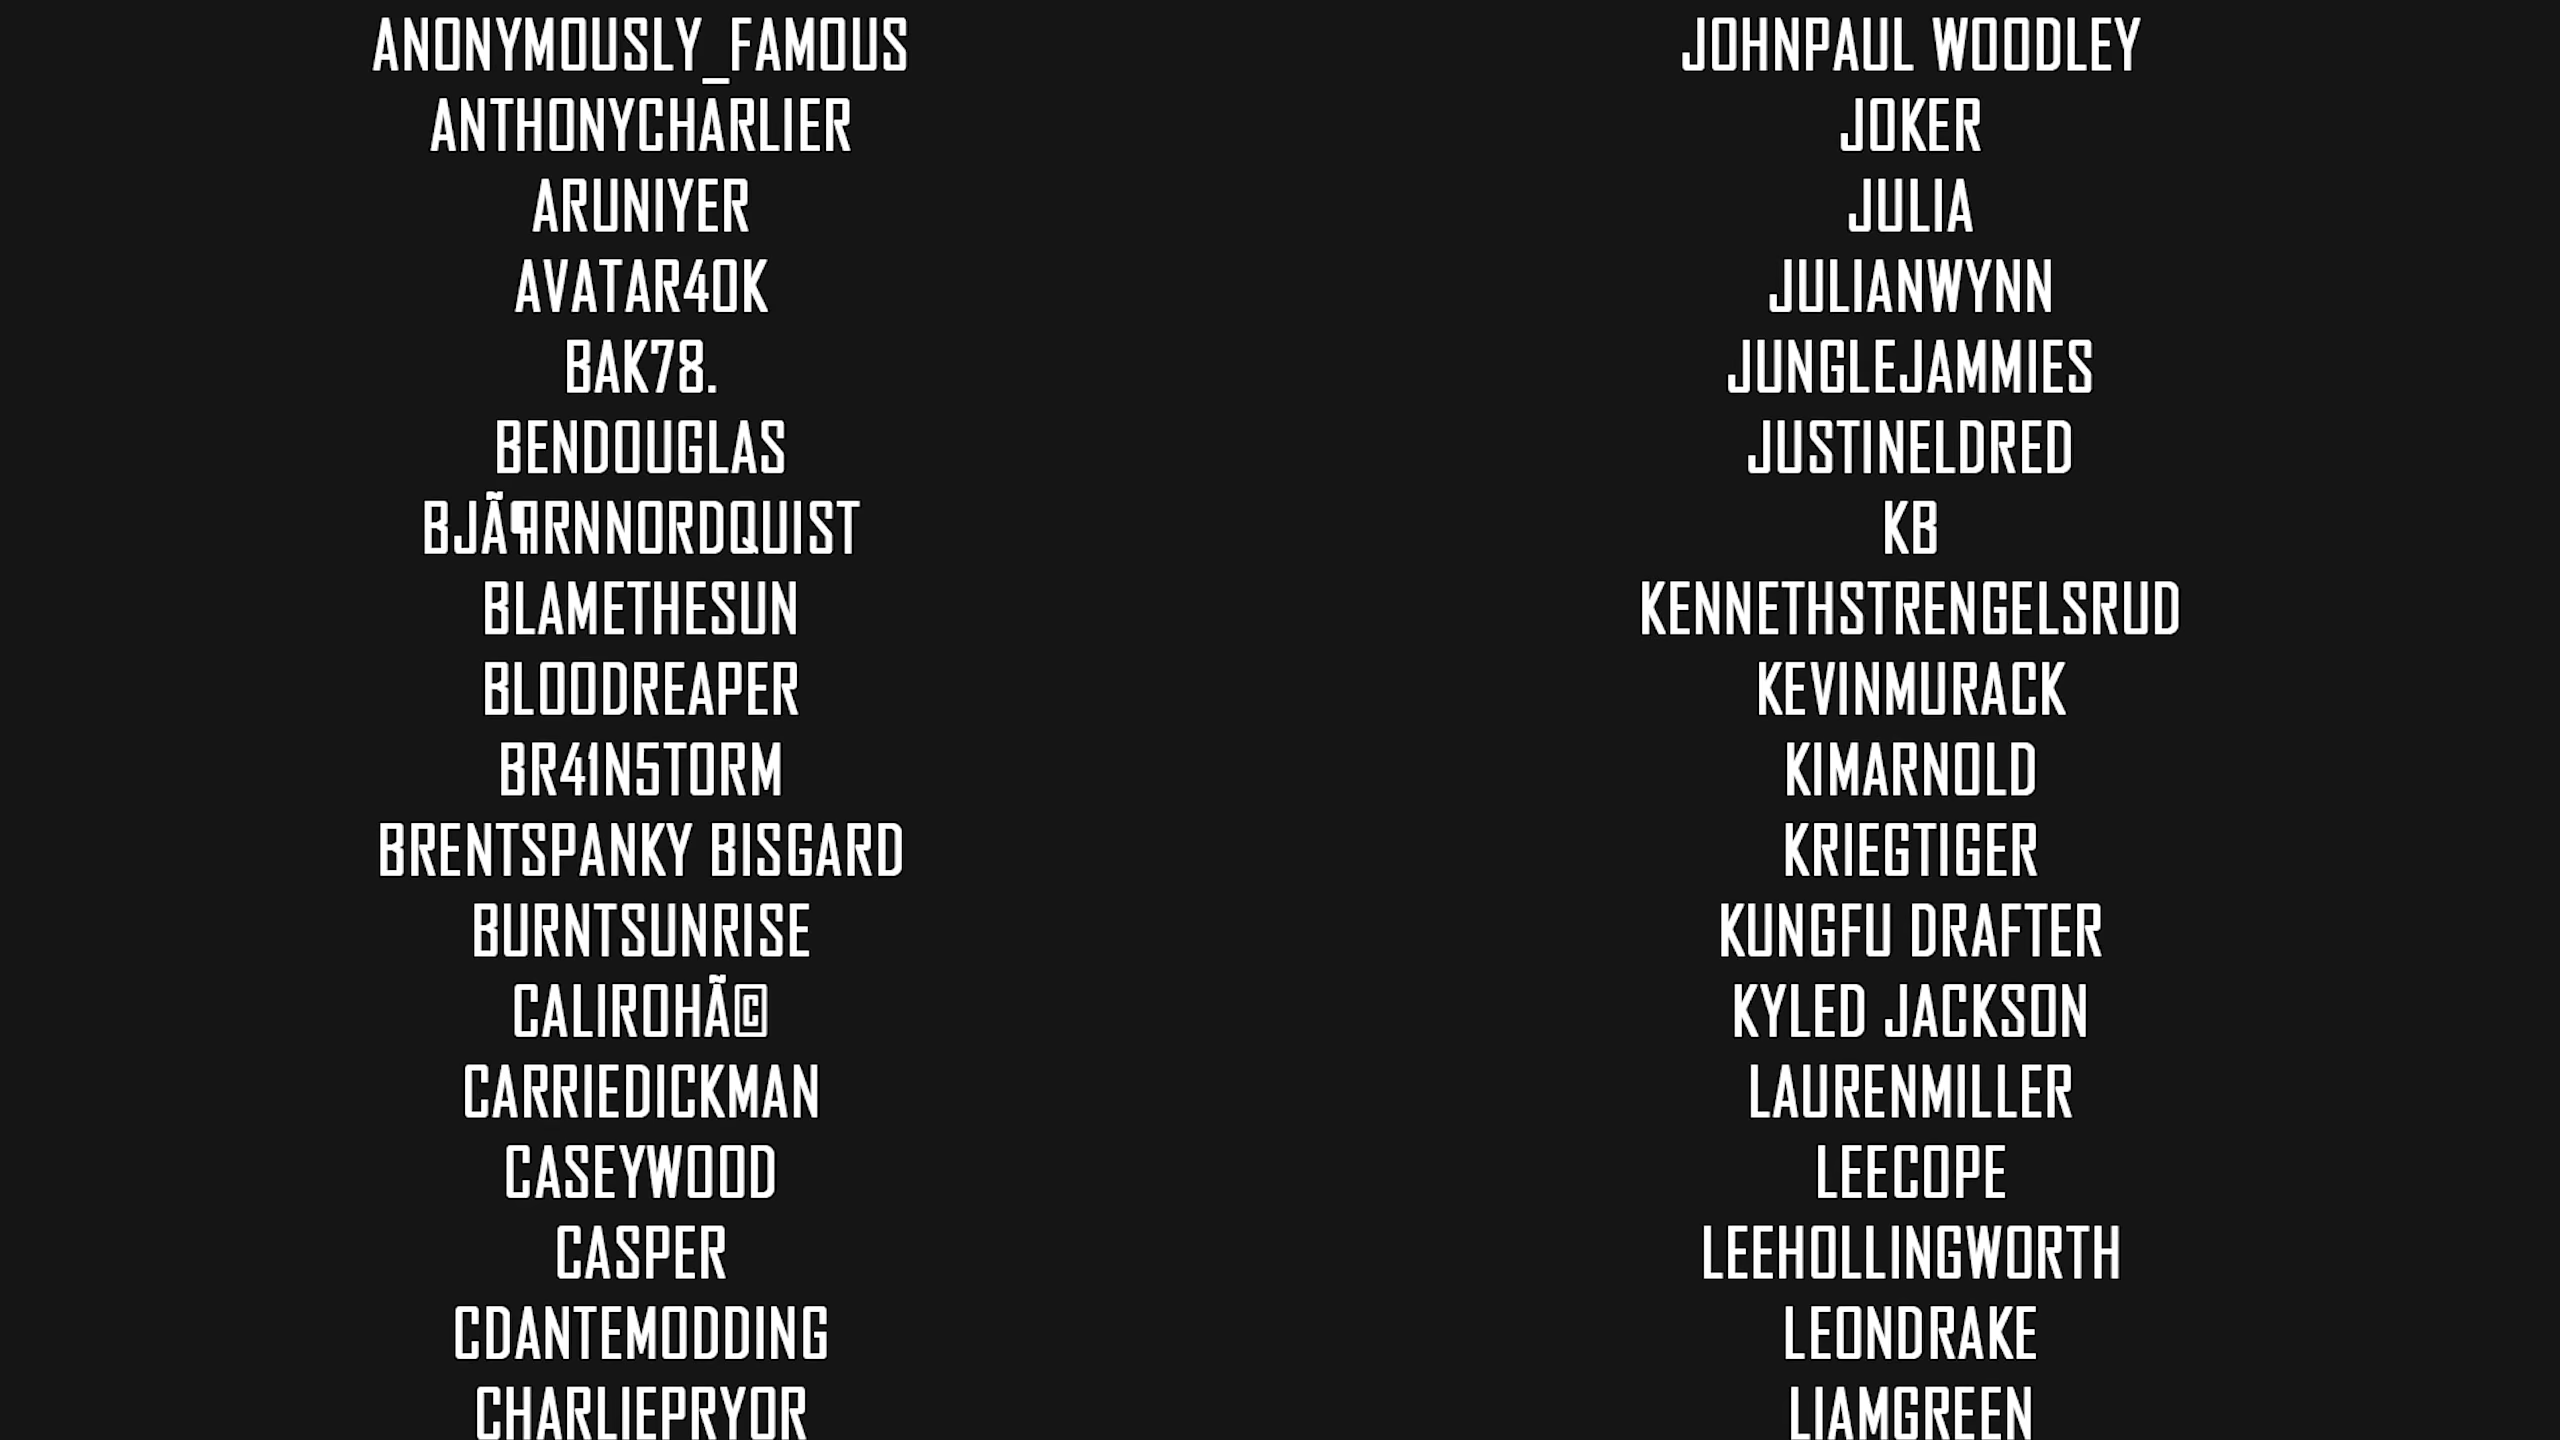 ANONYMOUSLY_FAMOUS
ANTHONYCHARLIER
ARUNIYER
AVATAR40K
BAK78.
BENDOUGLAS
BJÃ¶RNNORDQUIST
BLAMETHESUN
BLOODREAPER
BR41N5TORM
BRENTSPANKY BISGARD
BURNTSUNRISE
CALIROHÃ©
CARRIEDICKMAN
CASEYWOOD
CASPER
CDANTEMODDING
CHARLIEPRYOR
JOHNPAUL WOODLEY
JOKER
JULIA
JULIANWYNN
JUNGLEJAMMIES
JUSTINELDRED
KB
KENNETHSTRENGELSRUD
KEVINMURACK
KIMARNOLD
KRIEGTIGER
KUNGFU DRAFTER
KYLED JACKSON
LAURENMILLER
LEECOPE
LEEHOLLINGWORTH
LEONDRAKE
LIAMGREEN